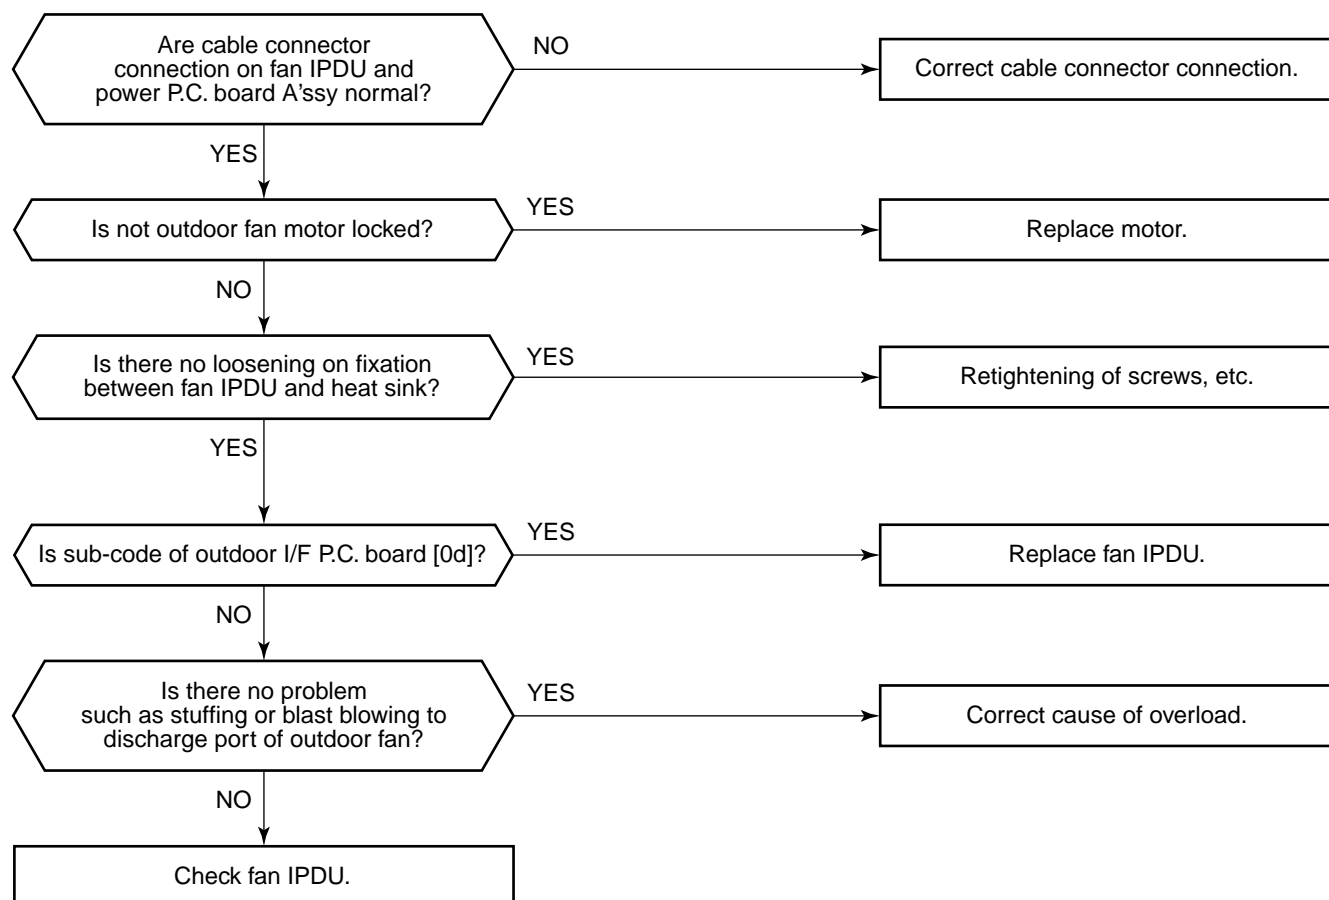 Are cable connector
connection on fan IPDU and
power P.C. board A'ssy normal?
NO
Correct cable connector connection.
YES
Is not outdoor fan motor locked?
YES
Replace motor.
NO
Is there no loosening on fixation
between fan IPDU and heat sink?
YES
Retightening of screws, etc.
YES
Is sub-code of outdoor I/F P.C. board [0d]?
YES
Replace fan IPDU.
NO
Is there no problem
such as stuffing or blast blowing to
discharge port of outdoor fan?
YES
Correct cause of overload.
NO
Check fan IPDU.